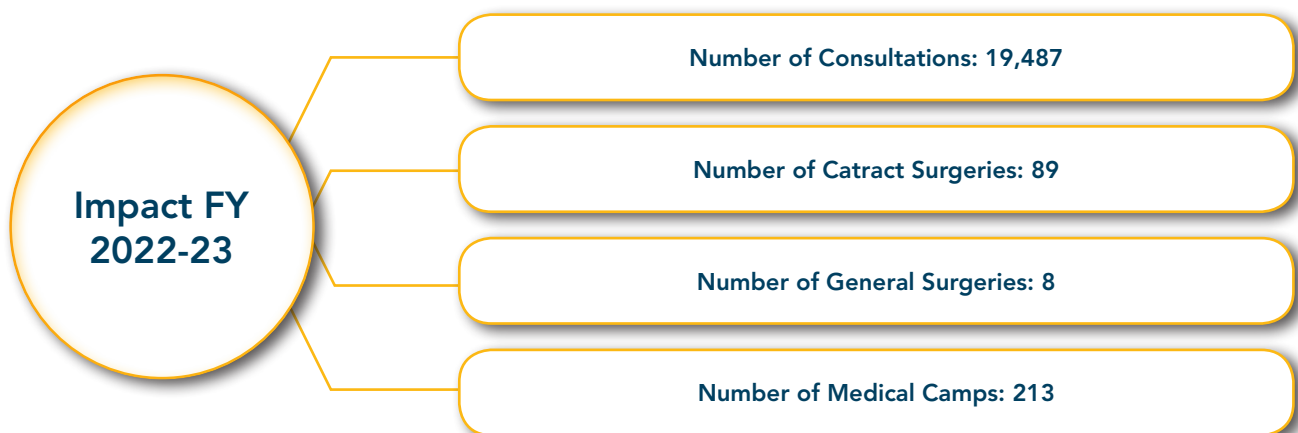 Impact FY
2022-23
Number of Consultations: 19,487
Number of Catract Surgeries: 89
Number of General Surgeries: 8
Number of Medical Camps: 213